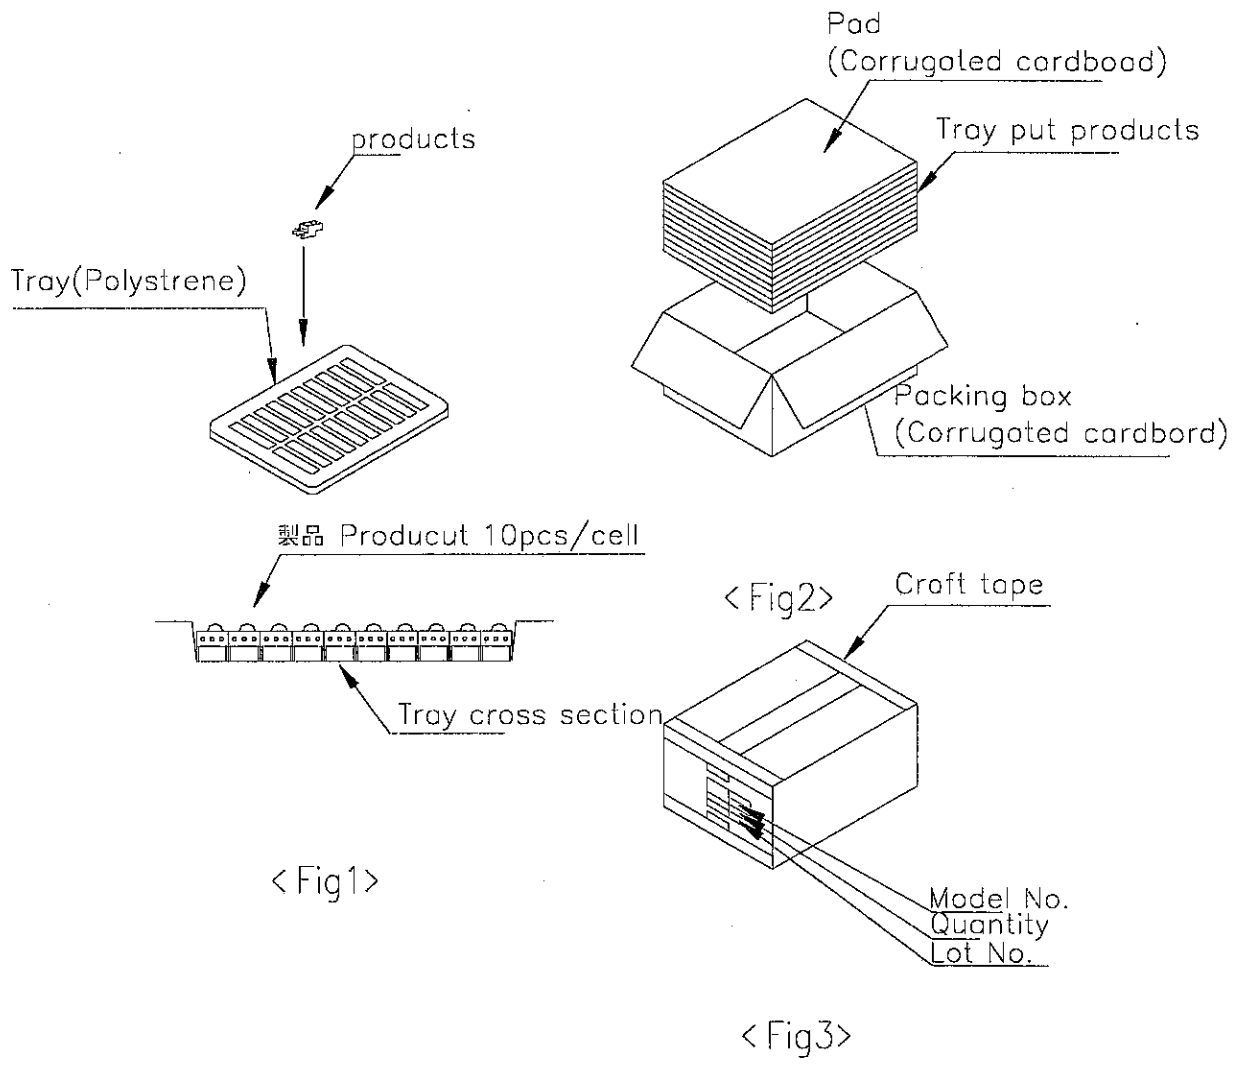 products
Tray(Polystrene)
製品 Producut 10pcs/cell
Tray cross section
<Fig1>
Pad
(Corrugated cardboad)
Tray put products
Packing box
(Corrugated cardbord)
<Fig2>
Craft tape
Model No.
Quantity
Lot No.
<Fig3>